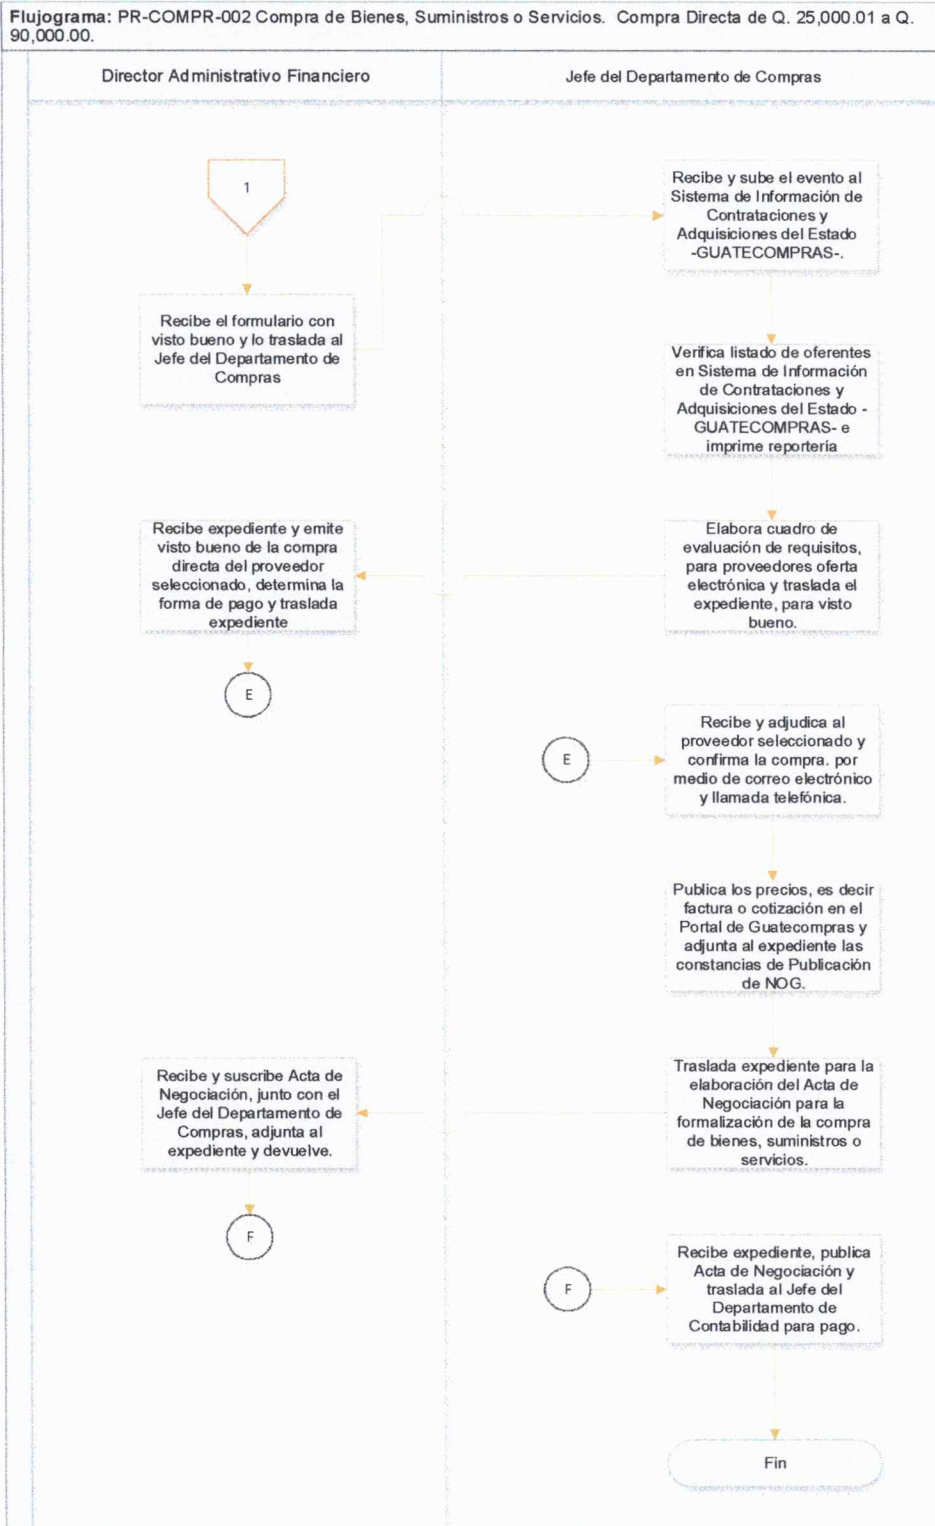 Flujograma: PR-COMPR-002 Compra de Bienes, Suministros o Servicios. Compra Directa de Q. 25,000.01 a Q.
90,000.00.
Director Administrativo Financiero
Jefe del Departamento de Compras
1
Recibe el formulario con
visto bueno y lo traslada al
Jefe del Departamento de
Compras
Recibe y sube el evento al
Sistema de Información de
Contrataciones y
Adquisiciones del Estado
-GUATECOMPRAS-.
Verifica listado de oferentes
en Sistema de Información
de Contrataciones y
Adquisiciones del Estado -
GUATECOMPRAS- e
imprime reportería
Elabora cuadro de
evaluación de requisitos,
para proveedores oferta
electrónica y traslada el
expediente, para visto
bueno.
Recibe expediente y emite
visto bueno de la compra
directa del proveedor
seleccionado, determina la
forma de pago y traslada
expediente
E
E
Recibe y adjudica al
proveedor seleccionado y
confirma la compra. por
medio de correo electrónico
y llamada telefónica.
Publica los precios, es decir
factura o cotización en el
Portal de Guatecompras y
adjunta al expediente las
constancias de Publicación
de NOG.
Traslada expediente para la
elaboración del Acta de
Negociación para la
formalización de la compra
de bienes, suministros o
servicios.
Recibe y suscribe Acta de
Negociación, junto con el
Jefe del Departamento de
Compras, adjunta al
expediente y devuelve.
F
F
Recibe expediente, publica
Acta de Negociación y
traslada al Jefe del
Departamento de
Contabilidad para pago.
Fin